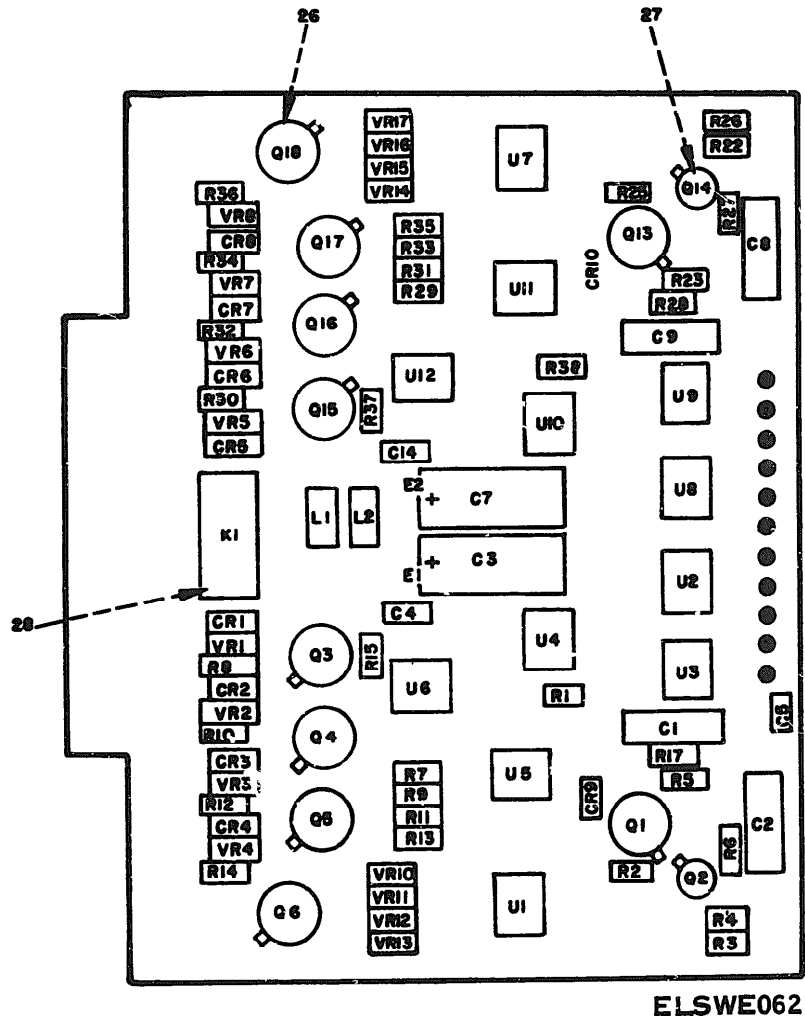 26
27
Q18
VR17
VR16
VR15
VR14
U7
R26
R22
Q14
R25
R27
R36
VR8
CR8
R34
VR7
CR7
R32
VR6
CR6
R30
VR5
CR5
Q17
R35
R33
R31
R29
CR10
Q13
C8
U11
R23
R28
Q16
C9
U12
R38
Q15
R37
U10
U9
C14
E2
+
C7
K1
L1
L2
U8
E1
+
C3
U2
28
C4
CR1
VR1
R8
CR2
VR2
R10
Q3
R15
U6
U4
R1
U3
C5
Q4
C1
R17
R5
CR3
VR3
R12
CR4
VR4
R14
Q5
R7
R9
R11
R13
U5
CR9
Q1
C2
R6
R2
Q2
Q6
VR10
VR11
VR12
VR13
U1
R4
R3
ELSWE062